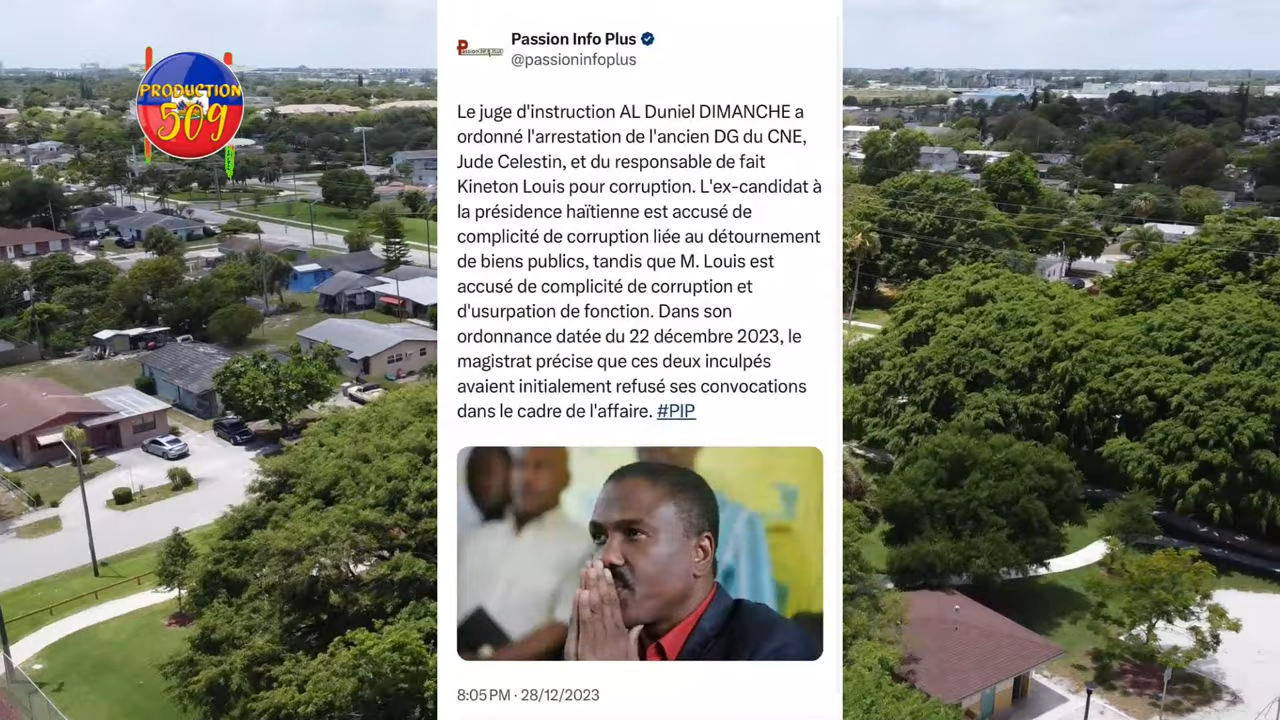 PRODUCTION
509
Passion Info Plus
@passioninfoplus
Le juge d'instruction AL Duniel DIMANCHE a
ordonné l'arrestation de l'ancien DG du CNE,
Jude Celestin, et du responsable de fait
Kineton Louis pour corruption. L'ex-candidat à
la présidence haïtienne est accusé de
complicité de corruption liée au détournement
de biens publics, tandis que M. Louis est
accusé de complicité de corruption et
d'usurpation de fonction. Dans son
ordonnance datée du 22 décembre 2023, le
magistrat précise que ces deux inculpés
avaient initialement refusé ses convocations
dans le cadre de l'affaire. #PIP
8:05 PM · 28/12/2023